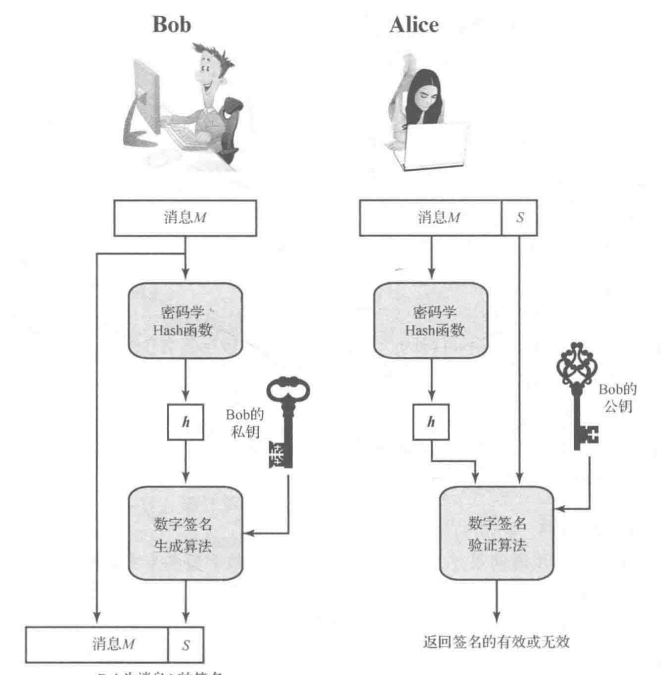 Bob
Alice
消息M
消息M
S
密码学
Hash函数
密码学
Hash函数
h
Bob的
私钥
h
Bob的
公钥
数字签名
生成算法
数字签名
验证算法
消息M
S
返回签名的有效或无效